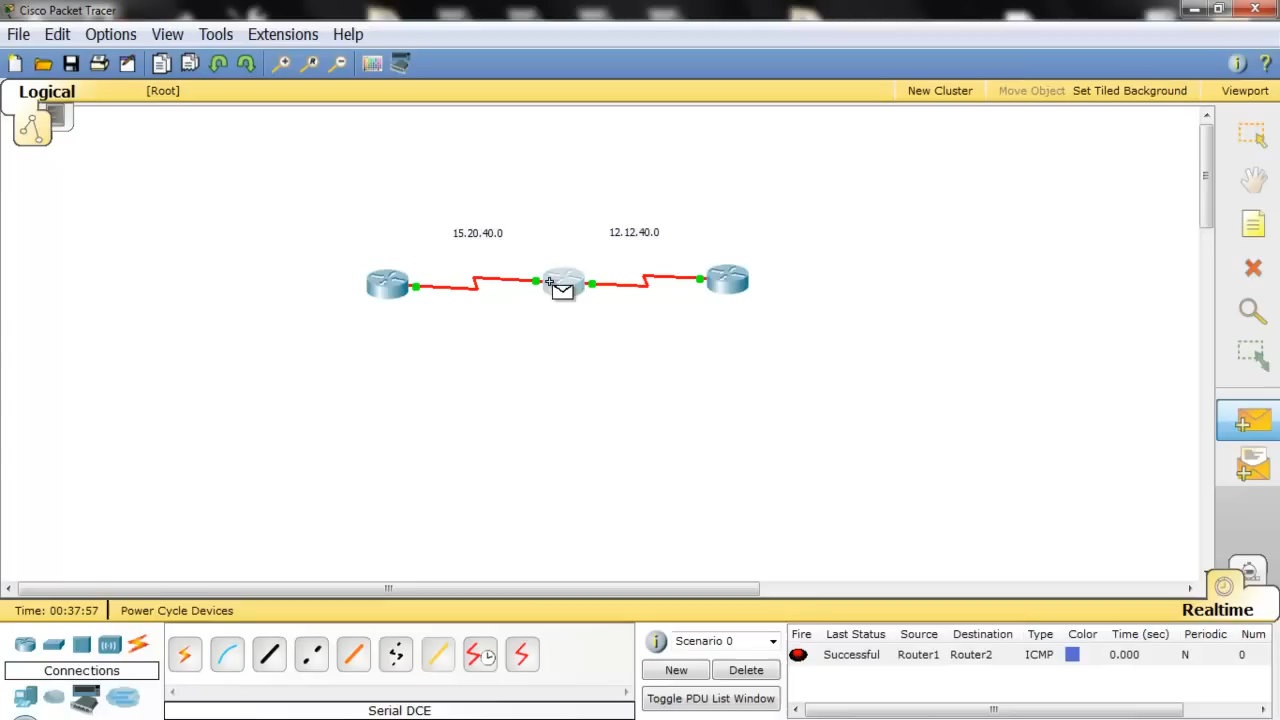 Cisco Packet Tracer
File Edit Options View Tools Extensions Help
Logical [Root] New Cluster Move Object Set Tiled Background Viewport
15.20.40.0 12.12.40.0
Time: 00:37:57 Power Cycle Devices Realtime
Connections
Serial DCE
Scenario 0
New Delete
Toggle PDU List Window
Fire Last Status Source Destination Type Color Time (sec) Periodic Num
Successful Router1 Router2 ICMP 0.000 N 0